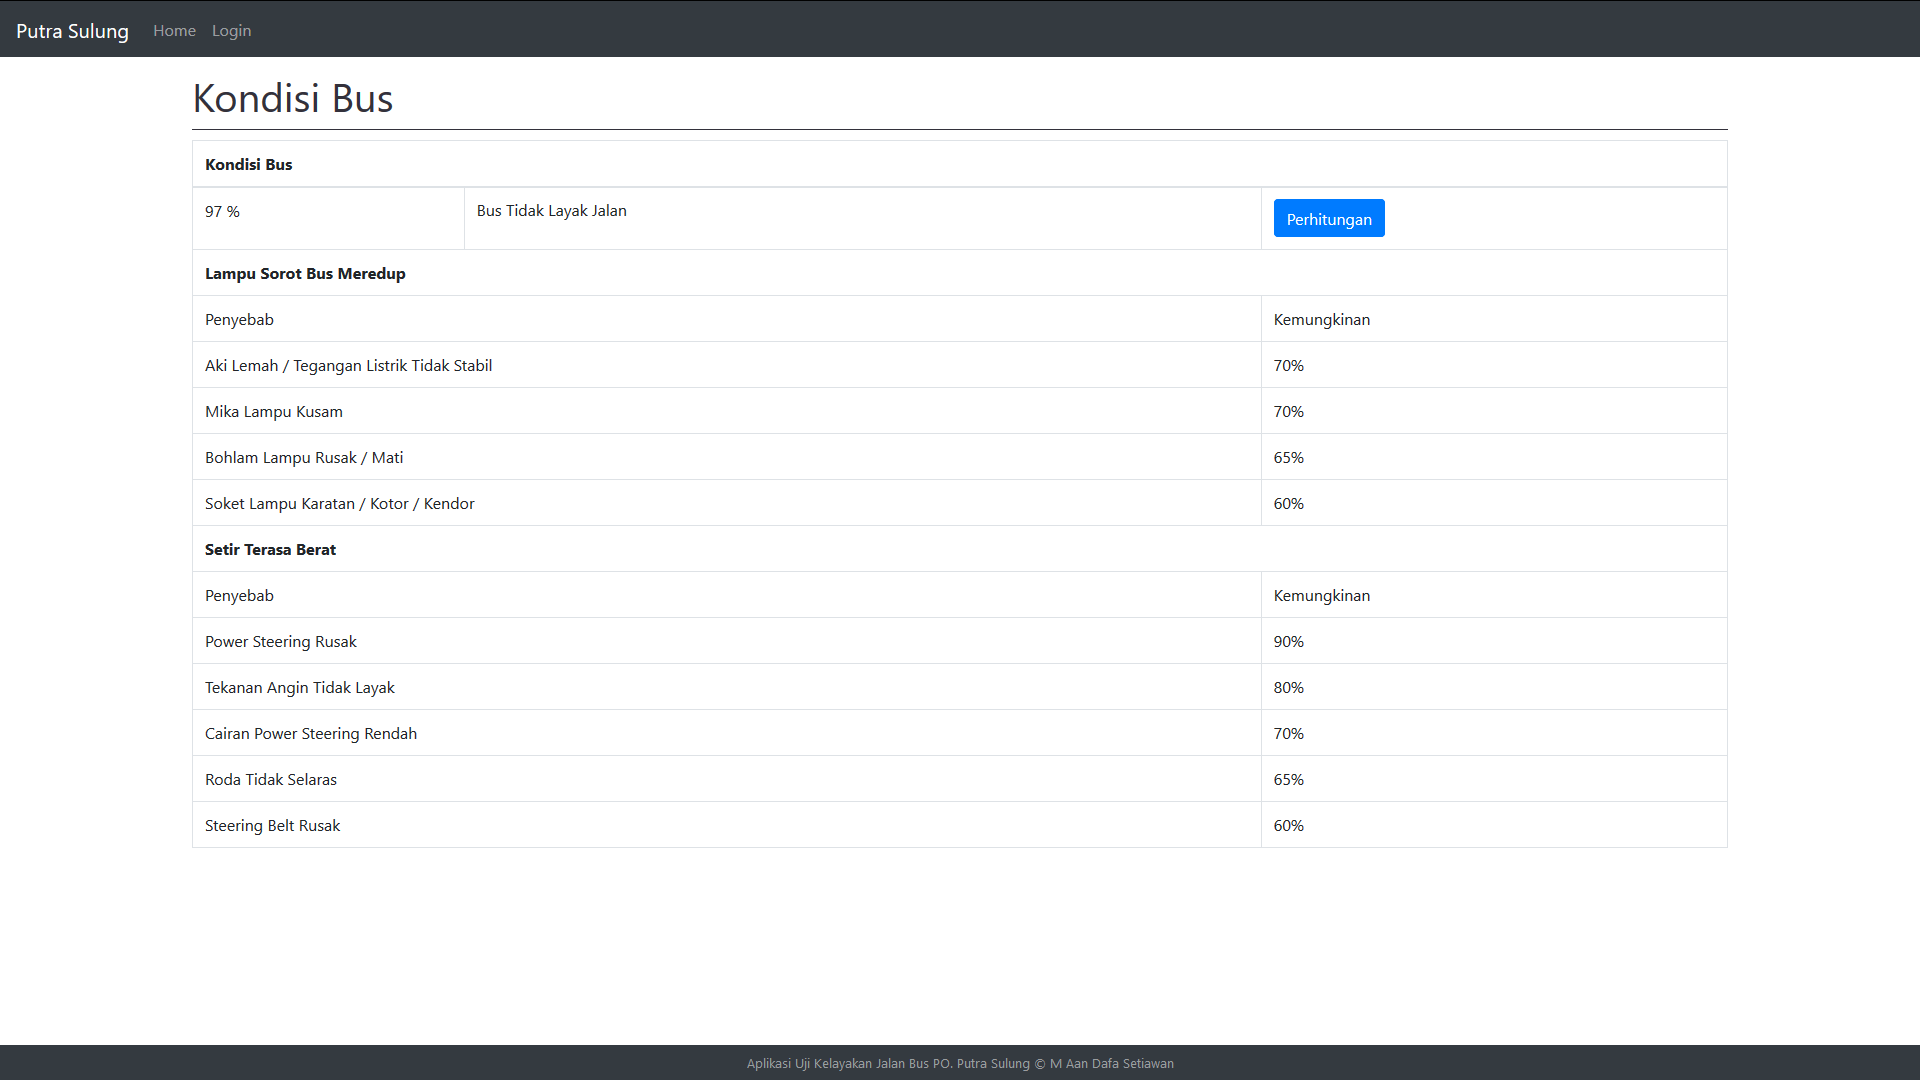 Putra Sulung Home Login
Kondisi Bus
Kondisi Bus
97 % Bus Tidak Layak Jalan Perhitungan
Lampu Sorot Bus Meredup
Penyebab Kemungkinan
Aki Lemah / Tegangan Listrik Tidak Stabil 70%
Mika Lampu Kusam 70%
Bohlam Lampu Rusak / Mati 65%
Soket Lampu Karatan / Kotor / Kendor 60%
Setir Terasa Berat
Penyebab Kemungkinan
Power Steering Rusak 90%
Tekanan Angin Tidak Layak 80%
Cairan Power Steering Rendah 70%
Roda Tidak Selaras 65%
Steering Belt Rusak 60%
Aplikasi Uji Kelayakan Jalan Bus PO. Putra Sulung © M Aan Dafa Setiawan